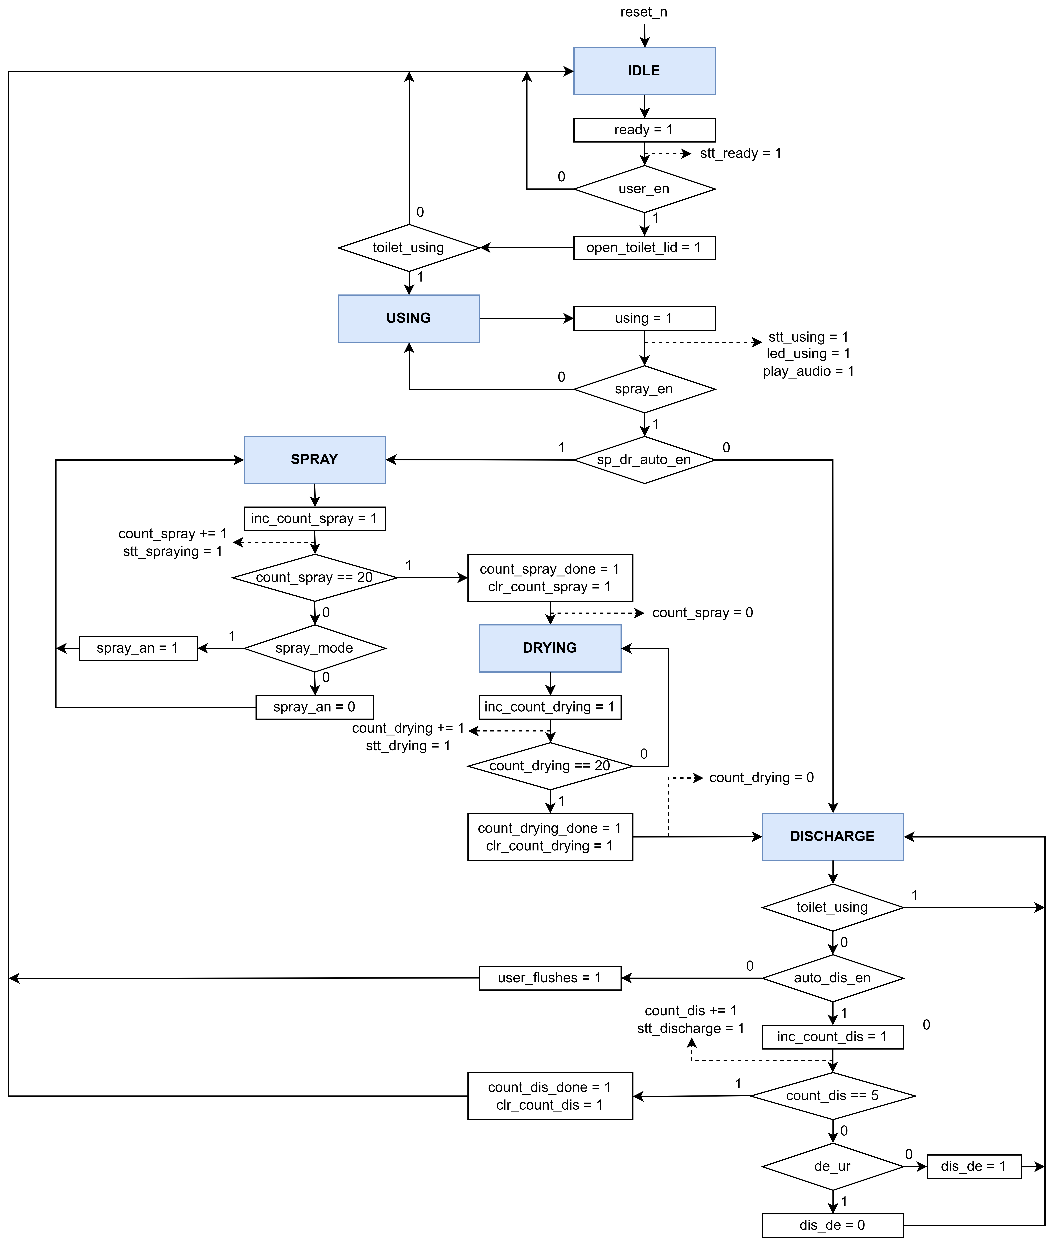 reset_n
IDLE
ready = 1
stt_ready = 1
0
user_en
1
0
toilet_using
open_toilet_lid = 1
1
USING
using = 1
stt_using = 1
led_using = 1
play_audio = 1
0
spray_en
1
SPRAY
1
sp_dr_auto_en
0
inc_count_spray = 1
count_spray += 1
stt_spraying = 1
count_spray == 20
1
count_spray_done = 1
clr_count_spray = 1
0
count_spray = 0
spray_an = 1
1
spray_mode
DRYING
0
spray_an = 0
inc_count_drying = 1
count_drying += 1
stt_drying = 1
count_drying == 20
0
count_drying = 0
1
count_drying_done = 1
clr_count_drying = 1
DISCHARGE
toilet_using
1
0
user_flushes = 1
0
auto_dis_en
1
count_dis += 1
stt_discharge = 1
inc_count_dis = 1
0
count_dis_done = 1
clr_count_dis = 1
1
count_dis == 5
0
de_ur
0
dis_de = 1
1
dis_de = 0